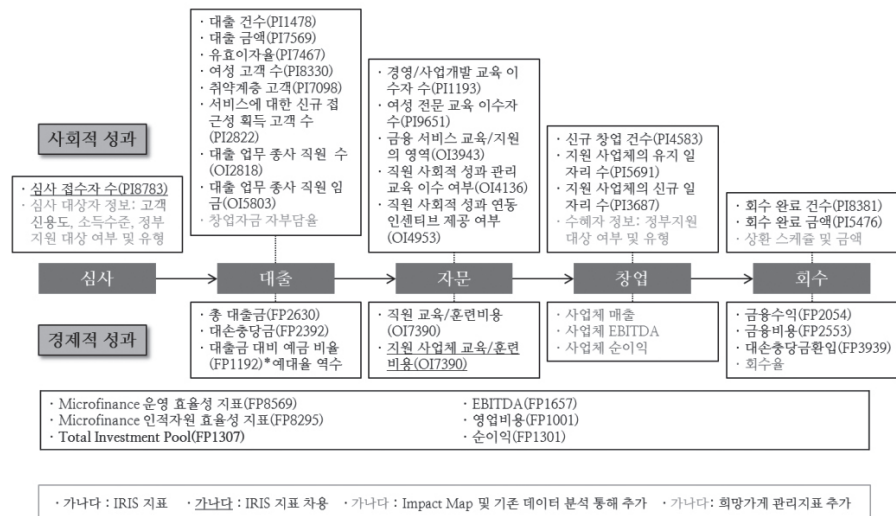 사회적 성과
· 심사 접수자 수(PI8783)
· 심사 대상자 정보: 고객
신용도, 소득수준, 정부
지원 대상 여부 및 유형
· 대출 건수(PI1478)
· 대출 금액(PI7569)
· 유효이자율(PI7467)
· 여성 고객 수(PI8330)
· 취약계층 고객(PI7098)
· 서비스에 대한 신규 접
근성 획득 고객 수
(PI2822)
· 대출 업무 종사 직원 수
(OI2818)
· 대출 업무 종사 직원 임
금(OI5803)
· 창업자금 자부담율
· 경영/사업개발 교육 이
수자 수(PI1193)
· 여성 전문 교육 이수자
수(PI9651)
· 금융 서비스 교육/지원
의 영역(OI3943)
· 직원 사회적 성과 관리
교육 이수 여부(OI4136)
· 직원 사회적 성과 연동
인센티브 제공 여부
(OI4953)
· 신규 창업 건수(PI4583)
· 지원 사업체의 유지 일
자리 수(PI5691)
· 지원 사업체의 신규 일
자리 수(PI3687)
· 수혜자 정보: 정부지원
대상 여부 및 유형
· 회수 완료 건수(PI8381)
· 회수 완료 금액(PI5476)
· 상환 스케쥴 및 금액
심사
대출
자문
창업
회수
경제적 성과
· 총 대출금(FP2630)
· 대손충당금(FP2392)
· 대출금 대비 예금 비율
(FP1192)*예대율 역수
· 직원 교육/훈련비용
(OI7390)
· 지원 사업체 교육/훈련
비용(OI7390)
· 사업체 매출
· 사업체 EBITDA
· 사업체 순이익
· 금융수익(FP2054)
· 금융비용(FP2553)
· 대손충당금환입(FP3939)
· 회수율
· Microfinance 운영 효율성 지표(FP8569)
· Microfinance 인적자원 효율성 지표(FP8295)
· Total Investment Pool(FP1307)
· EBITDA(FP1657)
· 영업비용(FP1001)
· 순이익(FP1301)
· 가나다 : IRIS 지표 · 가나다 : IRIS 지표 차용 · 가나다 : Impact Map 및 기존 데이터 분석 통해 추가 · 가나다: 희망가게 관리지표 추가